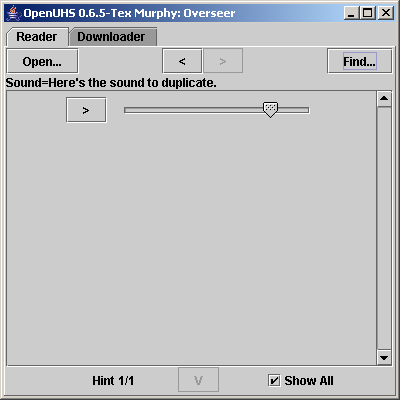 OpenUHS 0.6.5-Tex Murphy: Overseer
Reader Downloader
Open... < > Find...
Sound=Here's the sound to duplicate.
>
Hint 1/1 V Show All